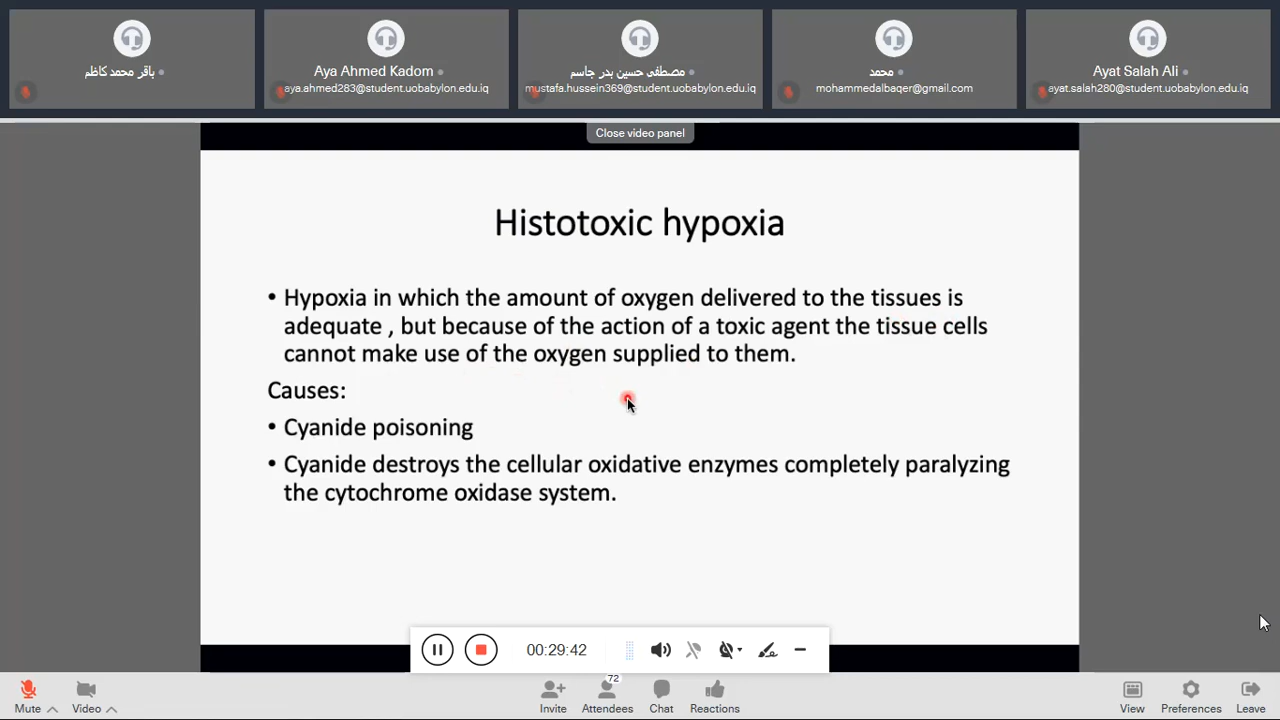 باقر محمد كاظم
Aya Ahmed Kadom
aya.ahmed283@student.uobabylon.edu.iq
مصطفى حسين بدر جاسم
mustafa.hussein369@student.uobabylon.edu.iq
محمد
mohammedalbaqer@gmail.com
Ayat Salah Ali
ayat.salah280@student.uobabylon.edu.iq
Close video panel
Histotoxic hypoxia
• Hypoxia in which the amount of oxygen delivered to the tissues is
adequate , but because of the action of a toxic agent the tissue cells
cannot make use of the oxygen supplied to them.
Causes:
• Cyanide poisoning
• Cyanide destroys the cellular oxidative enzymes completely paralyzing
the cytochrome oxidase system.
00:29:42
72
Mute
Video
Invite
Attendees
Chat
Reactions
View
Preferences
Leave